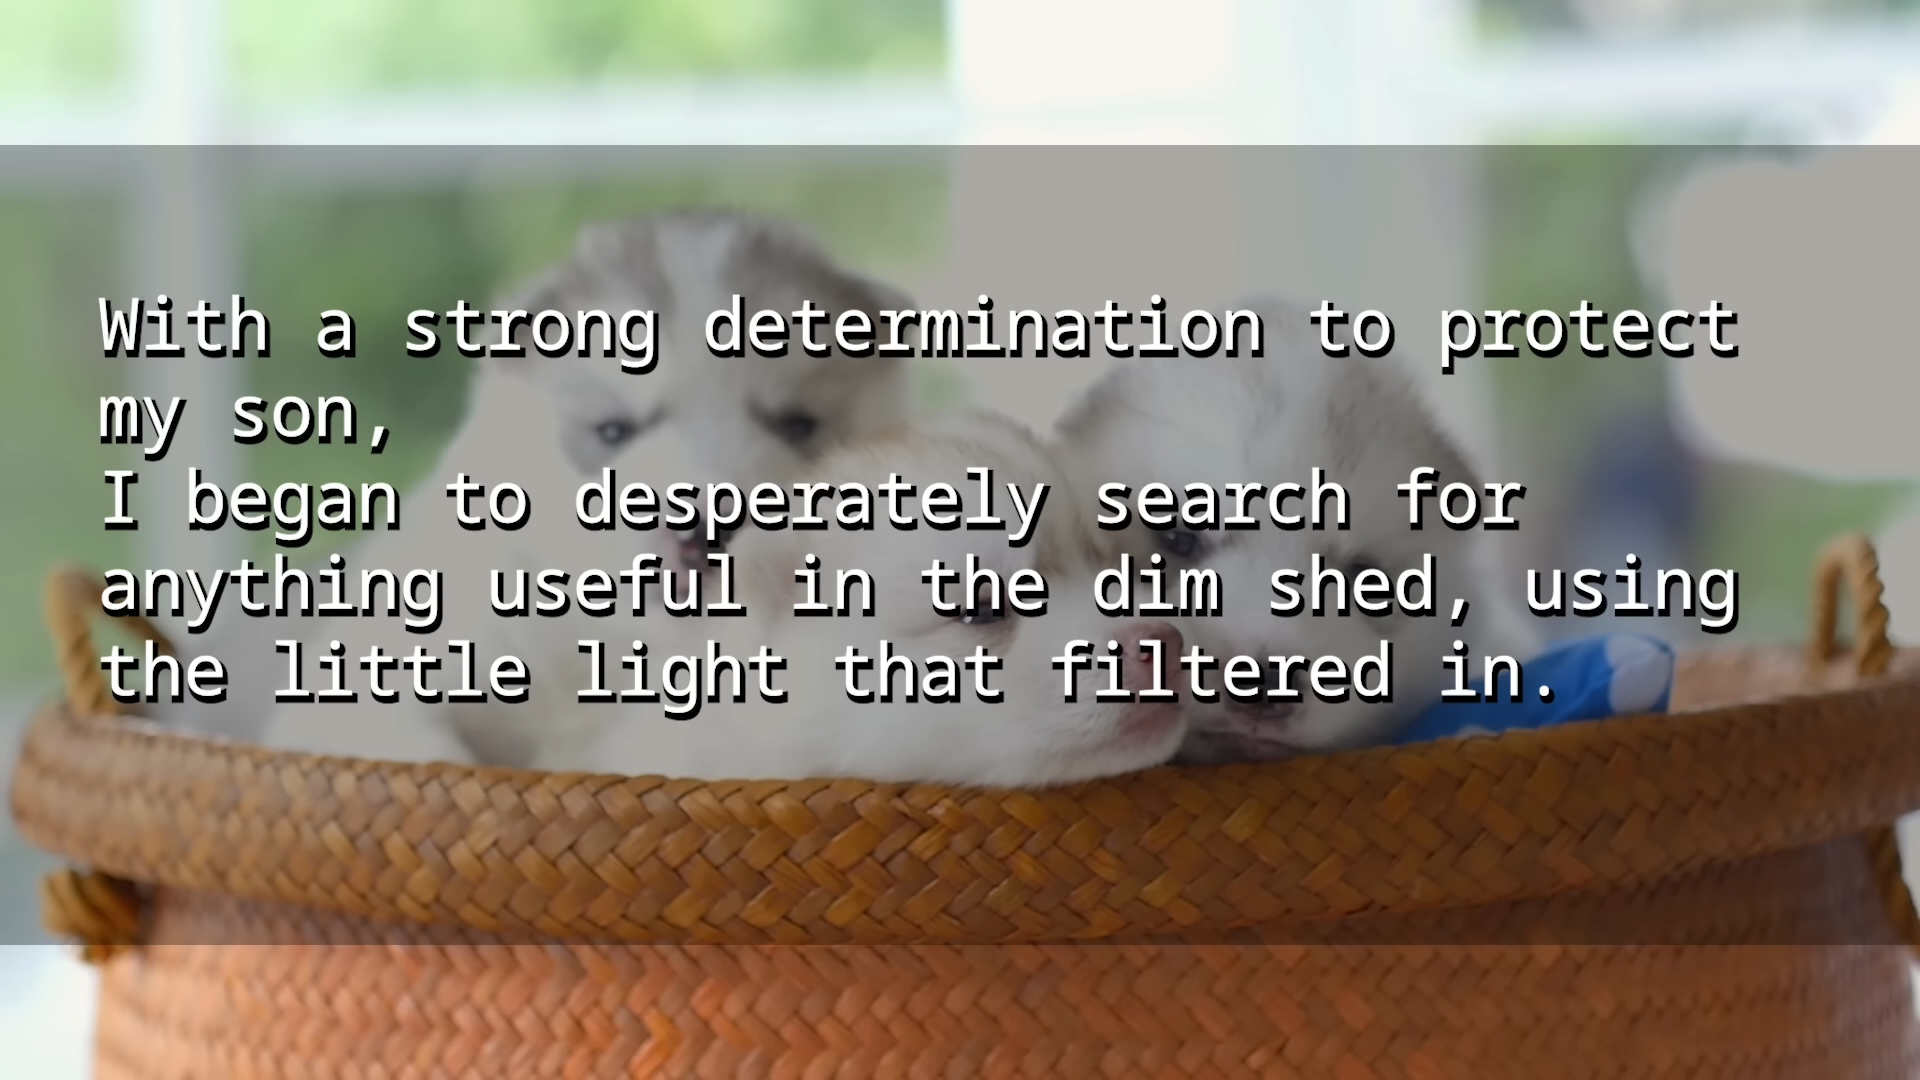 With a strong determination to protect
my son,
I began to desperately search for
anything useful in the dim shed, using
the little light that filtered in.